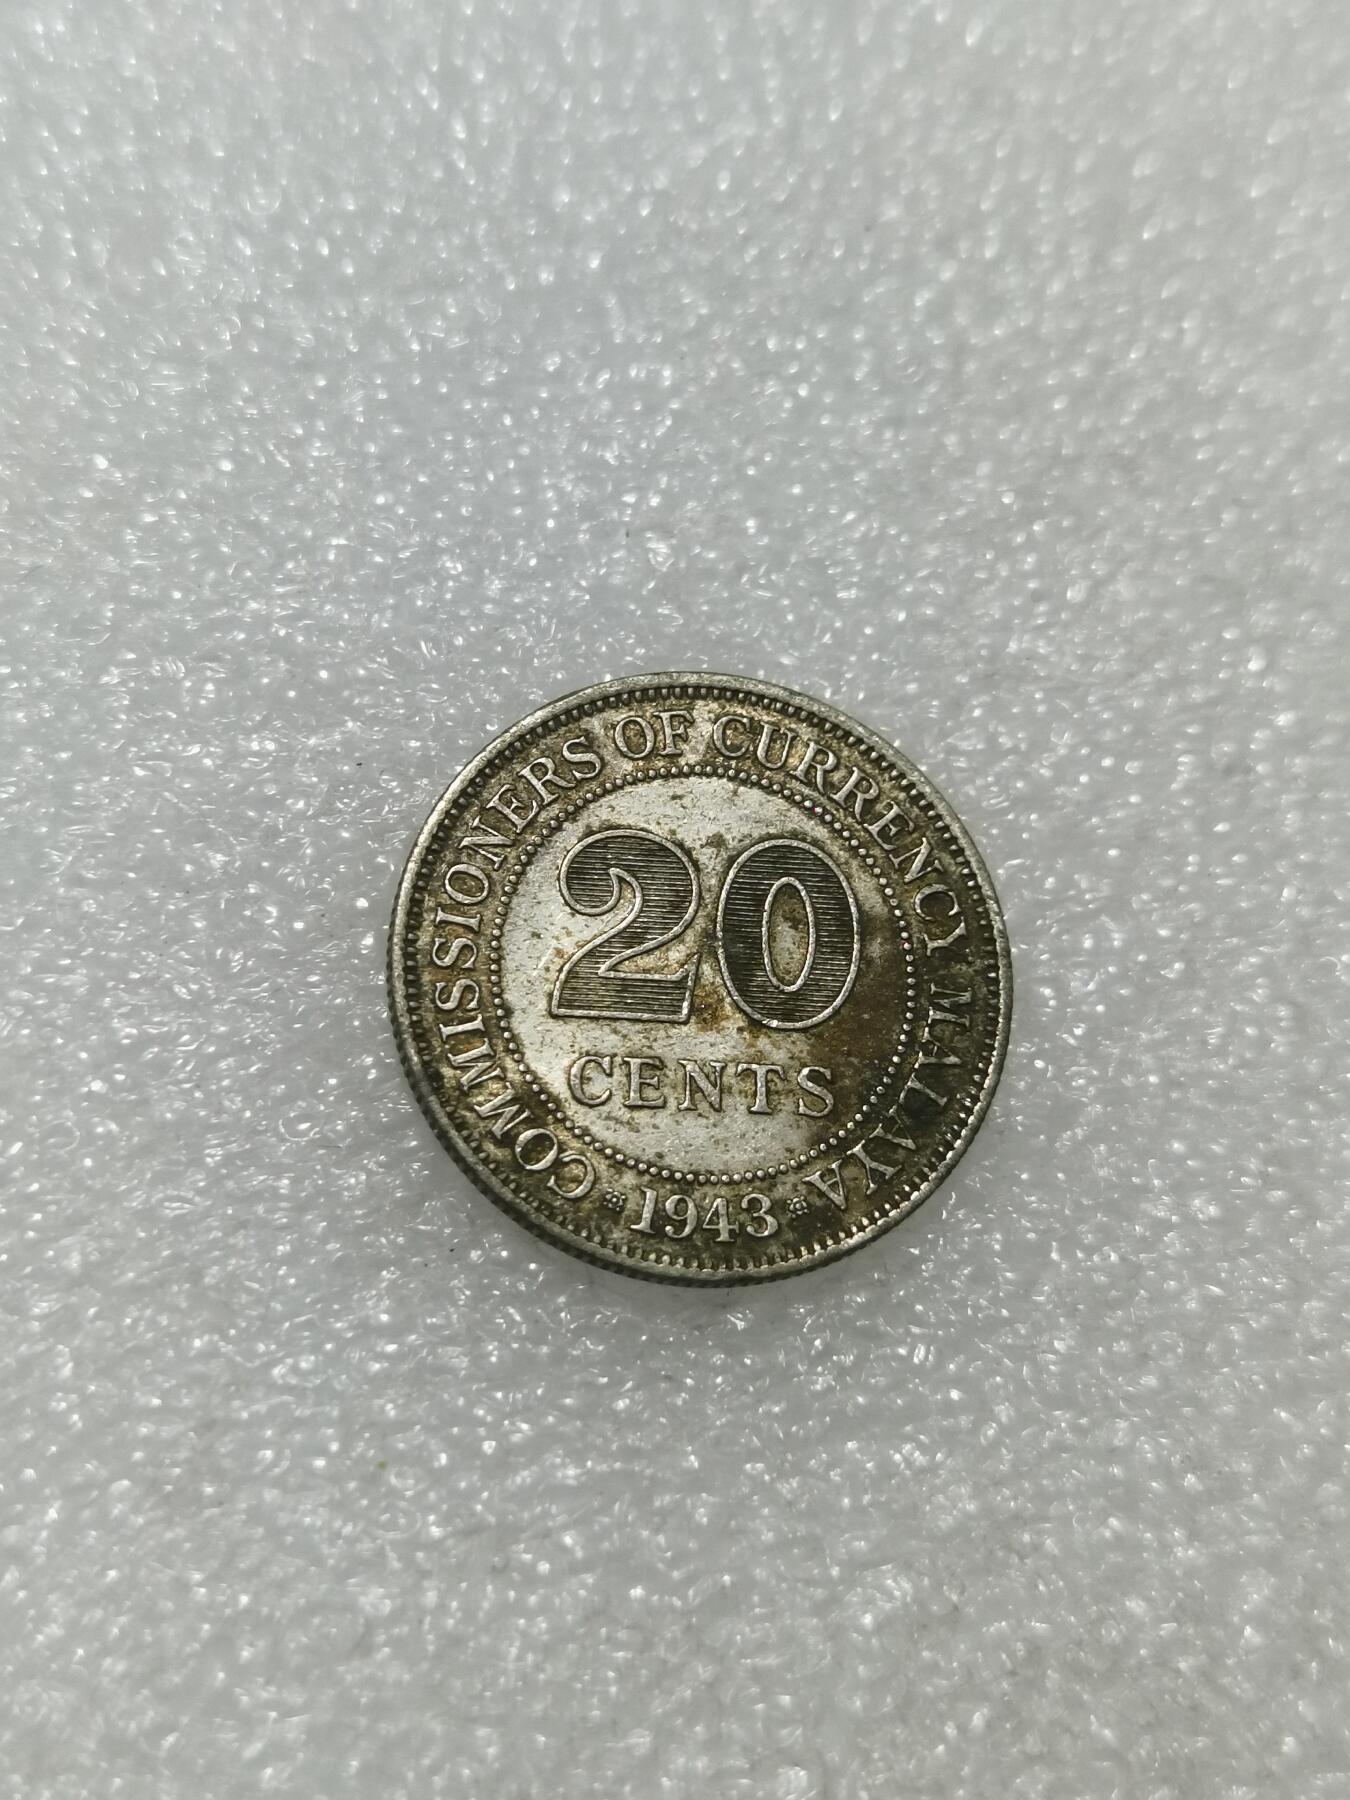 COMMISSIONERS OF CURRENCY MALAYA
20
CENTS
1943